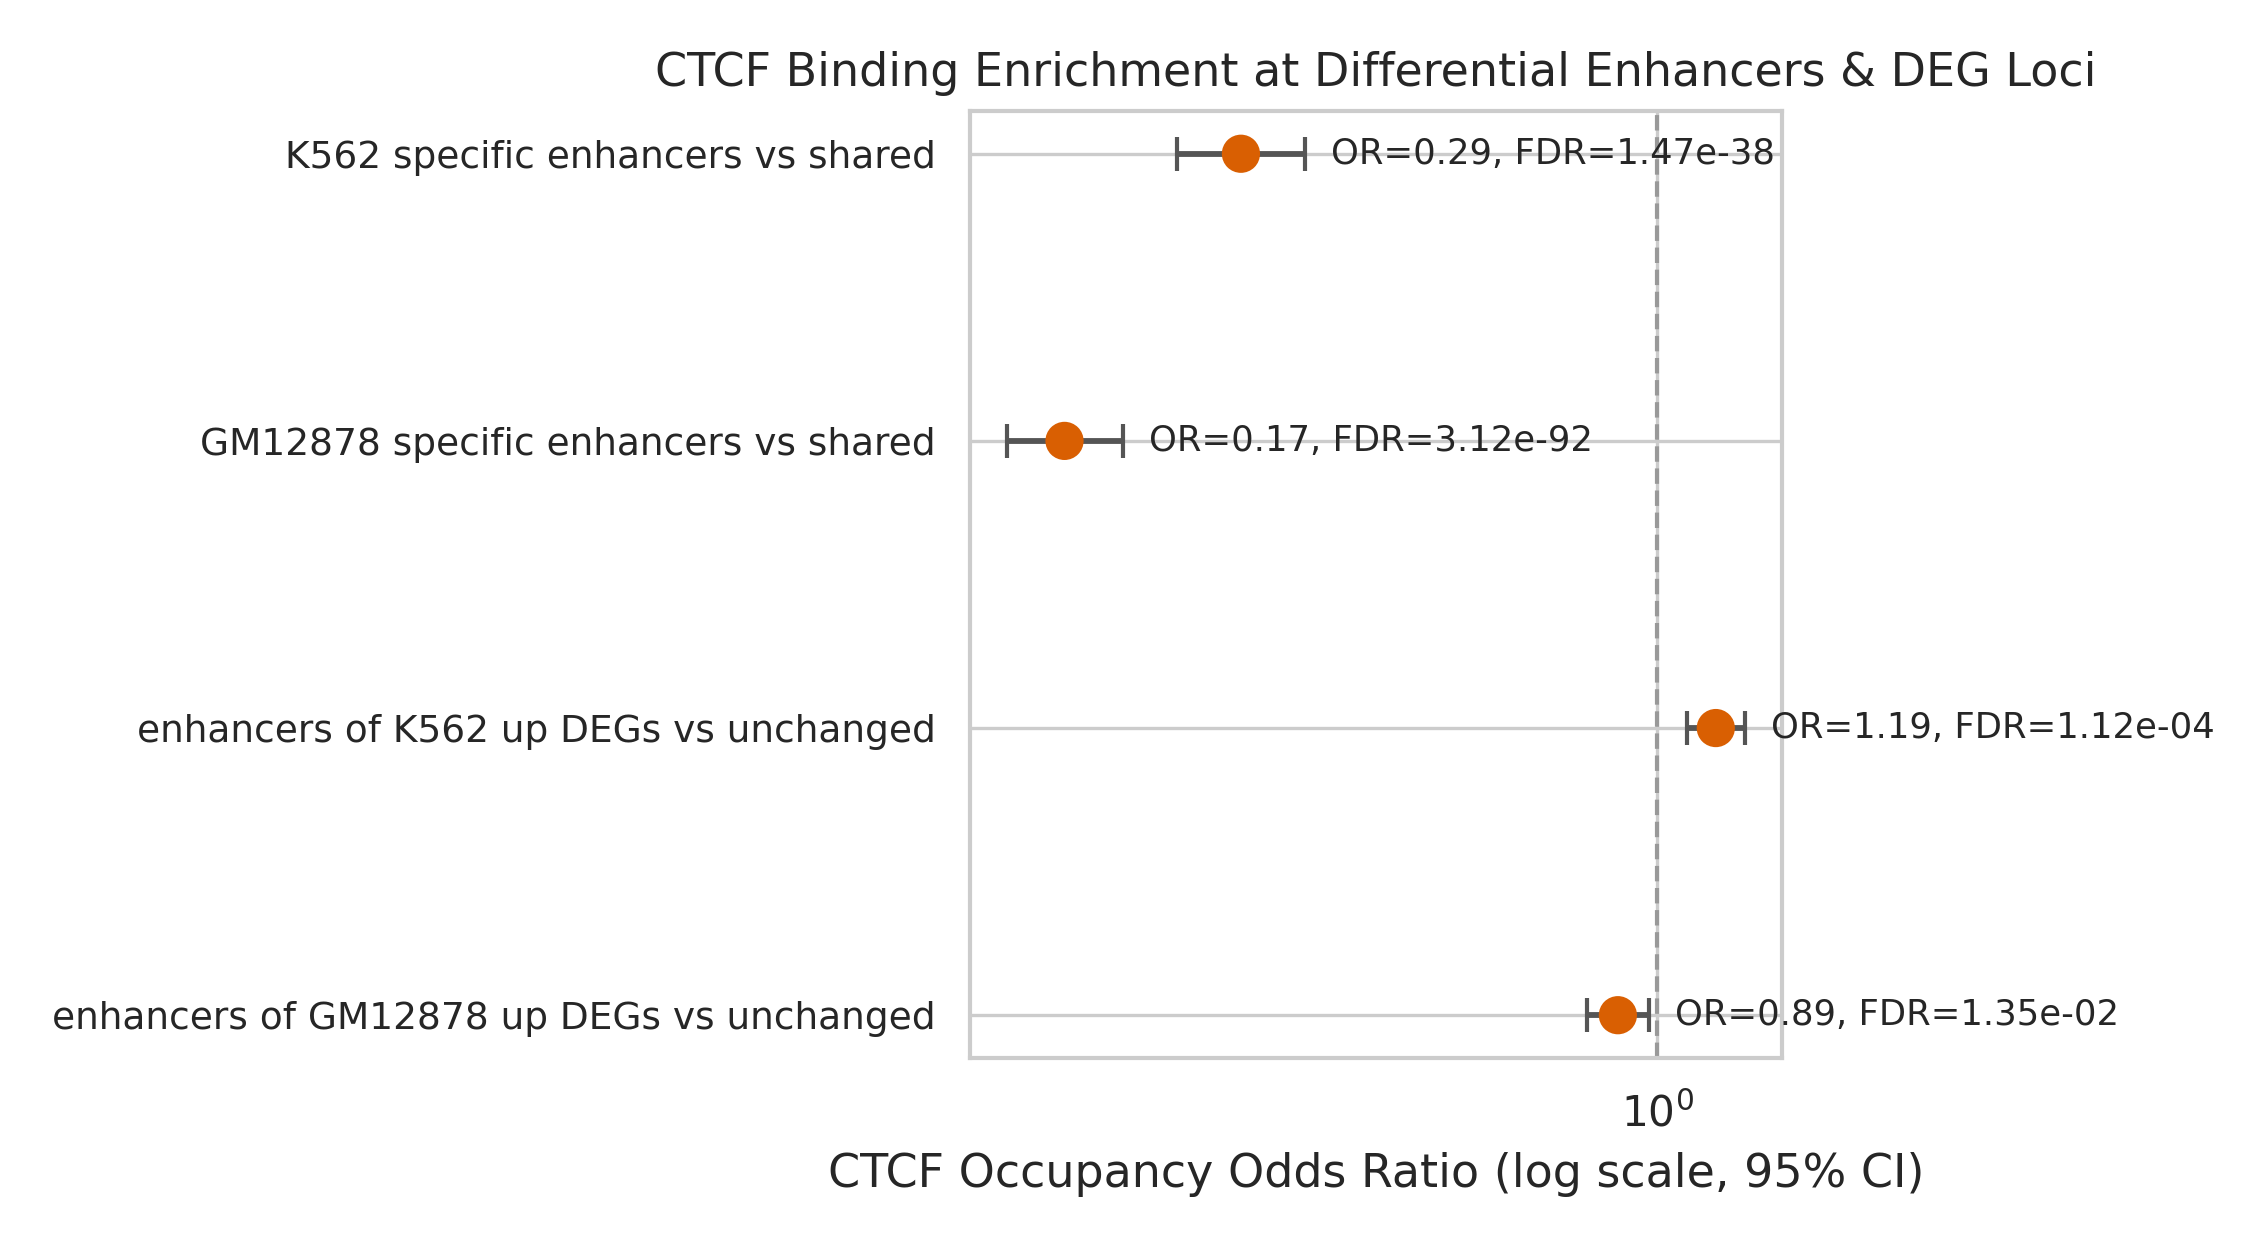 CTCF Binding Enrichment at Differential Enhancers & DEG Loci
K562 specific enhancers vs shared
OR=0.29, FDR=1.47e-38
GM12878 specific enhancers vs shared
OR=0.17, FDR=3.12e-92
enhancers of K562 up DEGs vs unchanged
OR=1.19, FDR=1.12e-04
enhancers of GM12878 up DEGs vs unchanged
OR=0.89, FDR=1.35e-02
10⁰
CTCF Occupancy Odds Ratio (log scale, 95% CI)